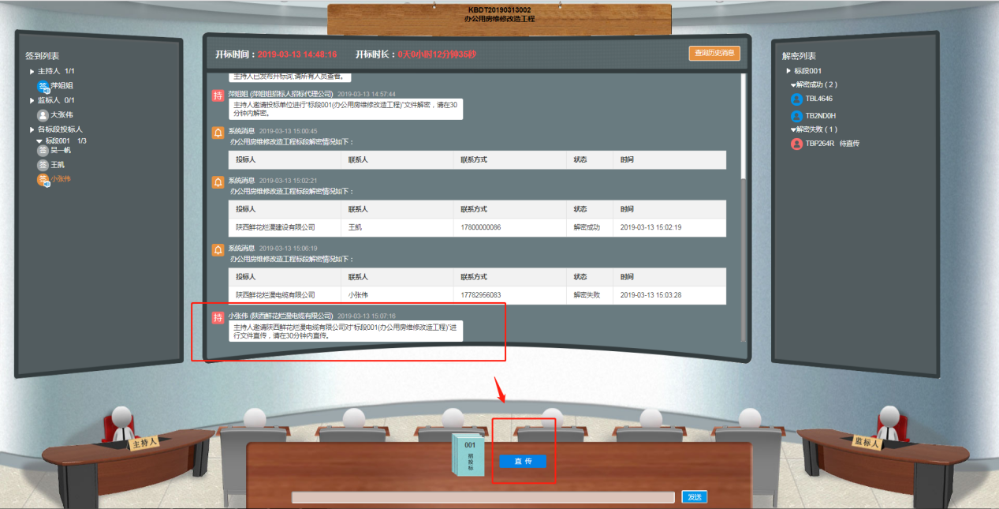 KBDT20190313002
办公用房维修改造工程
签到列表
主持人 1/1
签 萍姐姐
监标人 0/1
大张伟
各标段投标人
标段001 1/3
签 吴一帆
签 王凯
签 小张伟
开标时间：2019-03-13 14:48:16 开标时长：0天0小时12分钟35秒
查询历史消息
主持人已发布开标词,请所有人员查看。
持 萍姐姐 (萍姐姐招标人招标代理公司) 2019-03-13 14:57:44
主持人邀请投标单位进行“标段001(办公用房维修改造工程)”文件解密，请在30
分钟内解密。
系统消息 2019-03-13 15:00:45
办公用房维修改造工程标段解密情况如下：
投标人 联系人 联系方式 状态 时间
系统消息 2019-03-13 15:02:21
办公用房维修改造工程标段解密情况如下：
投标人 联系人 联系方式 状态 时间
陕西鲜花烂漫建设有限公司 王凯 17800000086 解密成功 2019-03-13 15:02:19
系统消息 2019-03-13 15:06:19
办公用房维修改造工程标段解密情况如下：
投标人 联系人 联系方式 状态 时间
陕西鲜花烂漫电缆有限公司 小张伟 17782956083 解密失败 2019-03-13 15:03:28
持 小张伟 (陕西鲜花烂漫电缆有限公司) 2019-03-13 15:07:16
主持人邀请陕西鲜花烂漫电缆有限公司对“标段001(办公用房维修改造工程)”进
行文件直传，请在30分钟内直传。
解密列表
标段001
解密成功 ( 2 )
TBL4646
TB2ND0H
解密失败 ( 1 )
TBP264R 待直传
主持人
监标人
001
招投标
直 传
发送